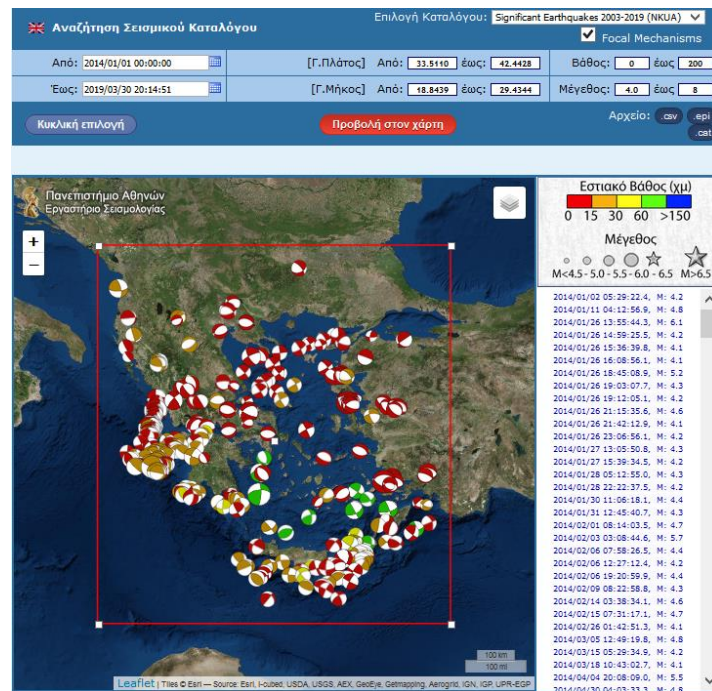 Αναζήτηση Σεισμικού Καταλόγου
Επιλογή Καταλόγου: Significant Earthquakes 2003-2019 (NKUA)
Focal Mechanisms
Από: 2014/01/01 00:00:00 [Γ.Πλάτος] Από: 33.5110 έως: 42.4428 Βάθος: 0 έως 200
Έως: 2019/03/30 20:14:51 [Γ.Μήκος] Από: 18.8439 έως: 29.4344 Μέγεθος: 4.0 έως 8
Κυκλική επιλογή
Προβολή στον χάρτη
Αρχείο: .csv .epi
.cat
Πανεπιστήμιο Αθηνών
Εργαστήριο Σεισμολογίας
+
−
Εστιακό Βάθος (χμ)
0 15 30 60 >150
Μέγεθος
M<4.5 - 5.0 - 5.5 - 6.0 - 6.5 M>6.5
2014/01/02 05:29:22.4, M: 4.2
2014/01/11 04:12:56.9, M: 4.8
2014/01/26 13:55:44.3, M: 6.1
2014/01/26 14:59:25.5, M: 4.2
2014/01/26 15:36:39.8, M: 4.1
2014/01/26 16:08:56.1, M: 4.1
2014/01/26 18:45:08.9, M: 5.2
2014/01/26 19:03:07.7, M: 4.3
2014/01/26 19:12:05.1, M: 4.2
2014/01/26 21:15:35.6, M: 4.6
2014/01/26 21:42:12.9, M: 4.1
2014/01/26 23:06:56.1, M: 4.2
2014/01/27 13:05:50.8, M: 4.3
2014/01/27 15:39:34.5, M: 4.2
2014/01/28 05:12:55.0, M: 4.3
2014/01/28 22:22:37.5, M: 4.2
2014/01/30 11:06:18.1, M: 4.4
2014/01/31 12:45:40.7, M: 4.3
2014/02/01 08:14:03.5, M: 4.7
2014/02/03 03:08:44.6, M: 5.7
2014/02/06 07:58:26.5, M: 4.4
2014/02/06 12:27:12.4, M: 4.2
2014/02/06 19:20:59.9, M: 4.4
2014/02/09 08:22:58.8, M: 4.3
2014/02/14 03:38:34.1, M: 4.6
2014/02/15 07:31:17.1, M: 4.7
2014/02/26 01:42:51.3, M: 4.1
2014/03/05 12:49:19.8, M: 4.8
2014/03/15 05:29:34.9, M: 4.2
2014/03/18 10:43:02.7, M: 4.1
2014/04/04 20:08:09.0, M: 5.5
2014/04/30 04:03:33.3, M: 4.8
100 km
100 mi
Leaflet | Tiles © Esri — Source: Esri, i-cubed, USDA, USGS, AEX, GeoEye, Getmapping, Aerogrid, IGN, IGP, UPR-EGP